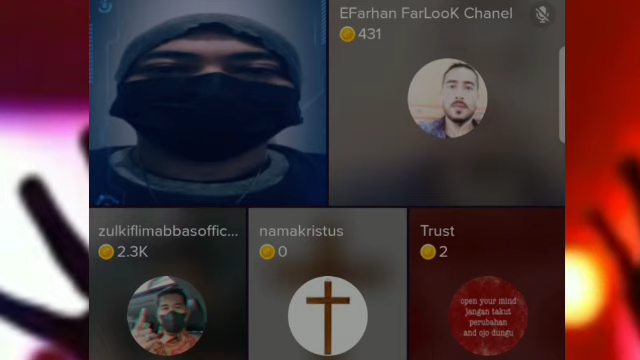 EFarhan FarLooK Chanel
431
zulkiflimabbasoffic...
2.3K
namakristus
0
Trust
2
open your mind
jangan takut
perubahan
and ojo dungu